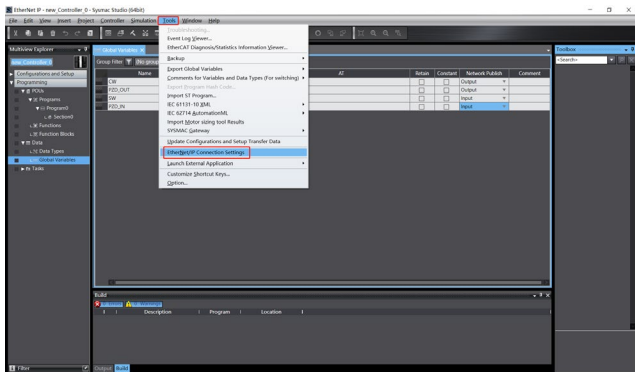 EtherNet IP - new_Controller_0 - Sysmac Studio (64bit)
File Edit View Insert Project Controller Simulation Tools Window Help
Troubleshooting...
Event Log Viewer...
EtherCAT Diagnosis/Statistics Information Viewer...
Backup
Export Global Variables
Comments for Variables and Data Types (For switching)
Import ST Program...
IEC 61131-10 XML
IEC 62714 AutomationML
Import Motor sizing tool Results
SYSMAC Gateway
Update Configurations and Setup Transfer Data
EtherNet/IP Connection Settings
Launch External Application
Customize Shortcut Keys...
Option...
Multiview Explorer
new_Controller_0
Configurations and Setup
Programming
POUs
Programs
Program0
Section0
Functions
Function Blocks
Data
Data Types
Global Variables
Tasks
Filter
Global Variables
Group Filter
Name AT Retain Constant Network Publish Comment
CW Output
PZD_OUT Output
SW Input
PZD_IN Input
Toolbox
<Search>
Build
Description Program Location
Output Build